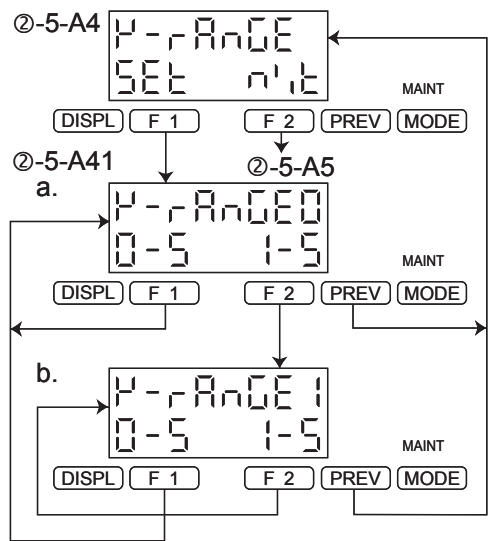 ②-5-A4
Y-rAnGE
SEt nXt
MAINT
DISPL F 1 F 2 PREV MODE
②-5-A41 ②-5-A5
a.
Y-rAnGE0
0-5 1-5
MAINT
DISPL F 1 F 2 PREV MODE
b.
Y-rAnGE1
0-5 1-5
MAINT
DISPL F 1 F 2 PREV MODE